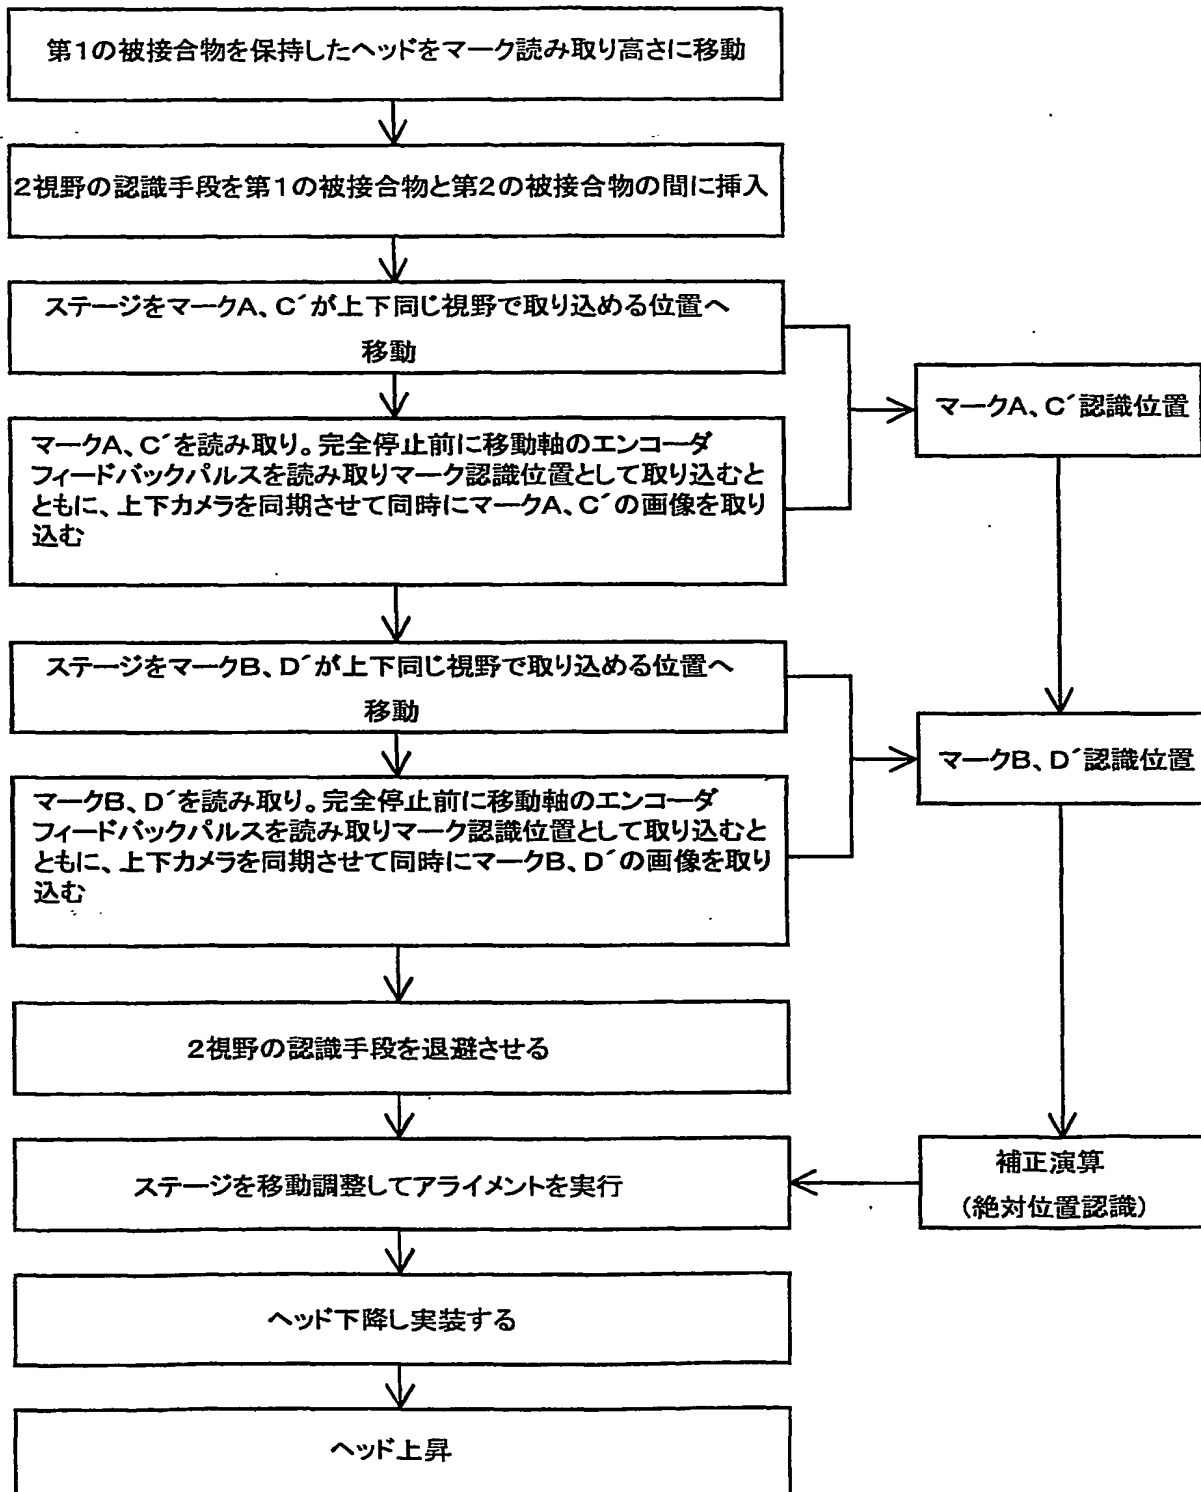 第1の被接合物を保持したヘッドをマーク読み取り高さに移動
2視野の認識手段を第1の被接合物と第2の被接合物の間に挿入
ステージをマークA、C´が上下同じ視野で取り込める位置へ
移動
マークA、C´認識位置
マークA、C´を読み取り。完全停止前に移動軸のエンコーダ
フィードバックパルスを読み取りマーク認識位置として取り込むと
ともに、上下カメラを同期させて同時にマークA、C´の画像を取り
込む
ステージをマークB、D´が上下同じ視野で取り込める位置へ
移動
マークB、D´認識位置
マークB、D´を読み取り。完全停止前に移動軸のエンコーダ
フィードバックパルスを読み取りマーク認識位置として取り込むと
ともに、上下カメラを同期させて同時にマークB、D´の画像を取り
込む
2視野の認識手段を退避させる
ステージを移動調整してアライメントを実行
補正演算
(絶対位置認識)
ヘッド下降し実装する
ヘッド上昇